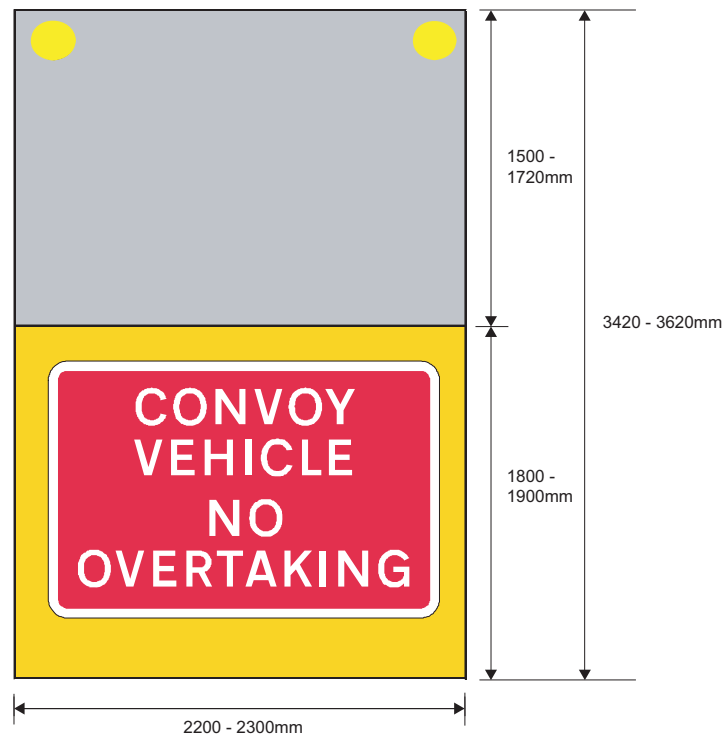 1500 -
1720mm
3420 - 3620mm
CONVOY
VEHICLE
NO
OVERTAKING
1800 -
1900mm
2200 - 2300mm